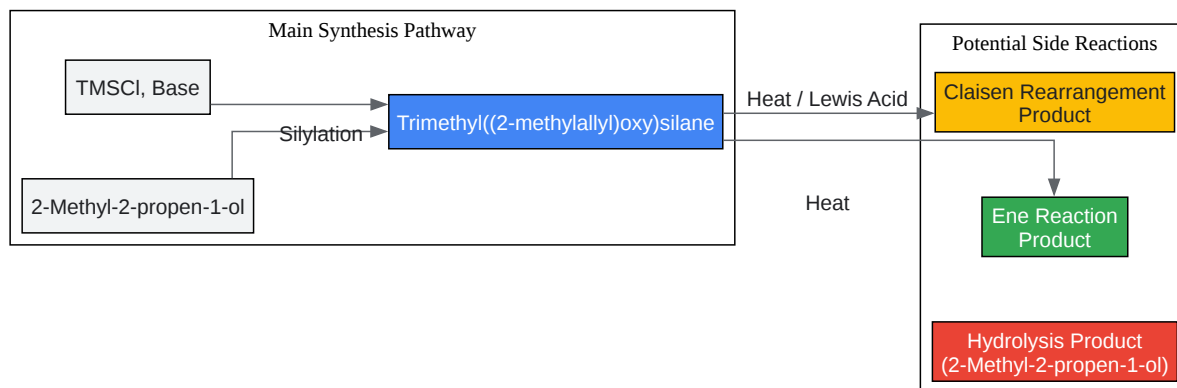 Main Synthesis Pathway
TMSCl, Base
Silylation
2-Methyl-2-propen-1-ol
Trimethyl((2-methylallyl)oxy)silane
Heat / Lewis Acid
Heat
Potential Side Reactions
Claisen Rearrangement
Product
Ene Reaction
Product
Hydrolysis Product
(2-Methyl-2-propen-1-ol)